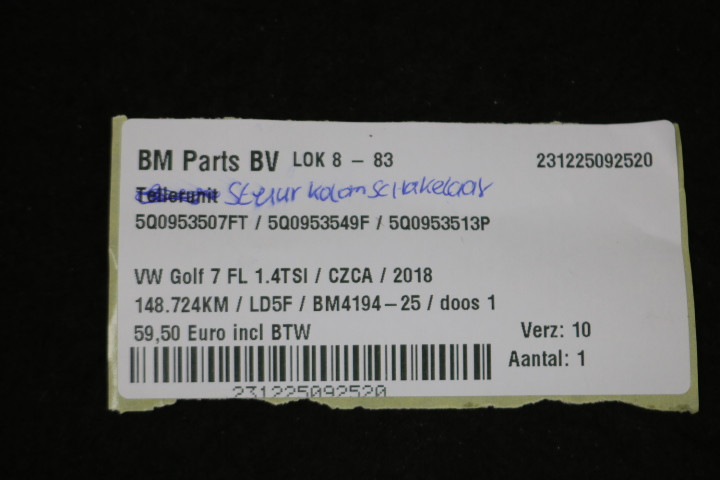 BM Parts BV LOK 8 - 83 231225092520
Tellerunit Stuur kolom schakelaar
5Q0953507FT / 5Q0953549F / 5Q0953513P
VW Golf 7 FL 1.4TSI / CZCA / 2018
148.724KM / LD5F / BM4194-25 / doos 1
59,50 Euro incl BTW Verz: 10
Aantal: 1
231225092520